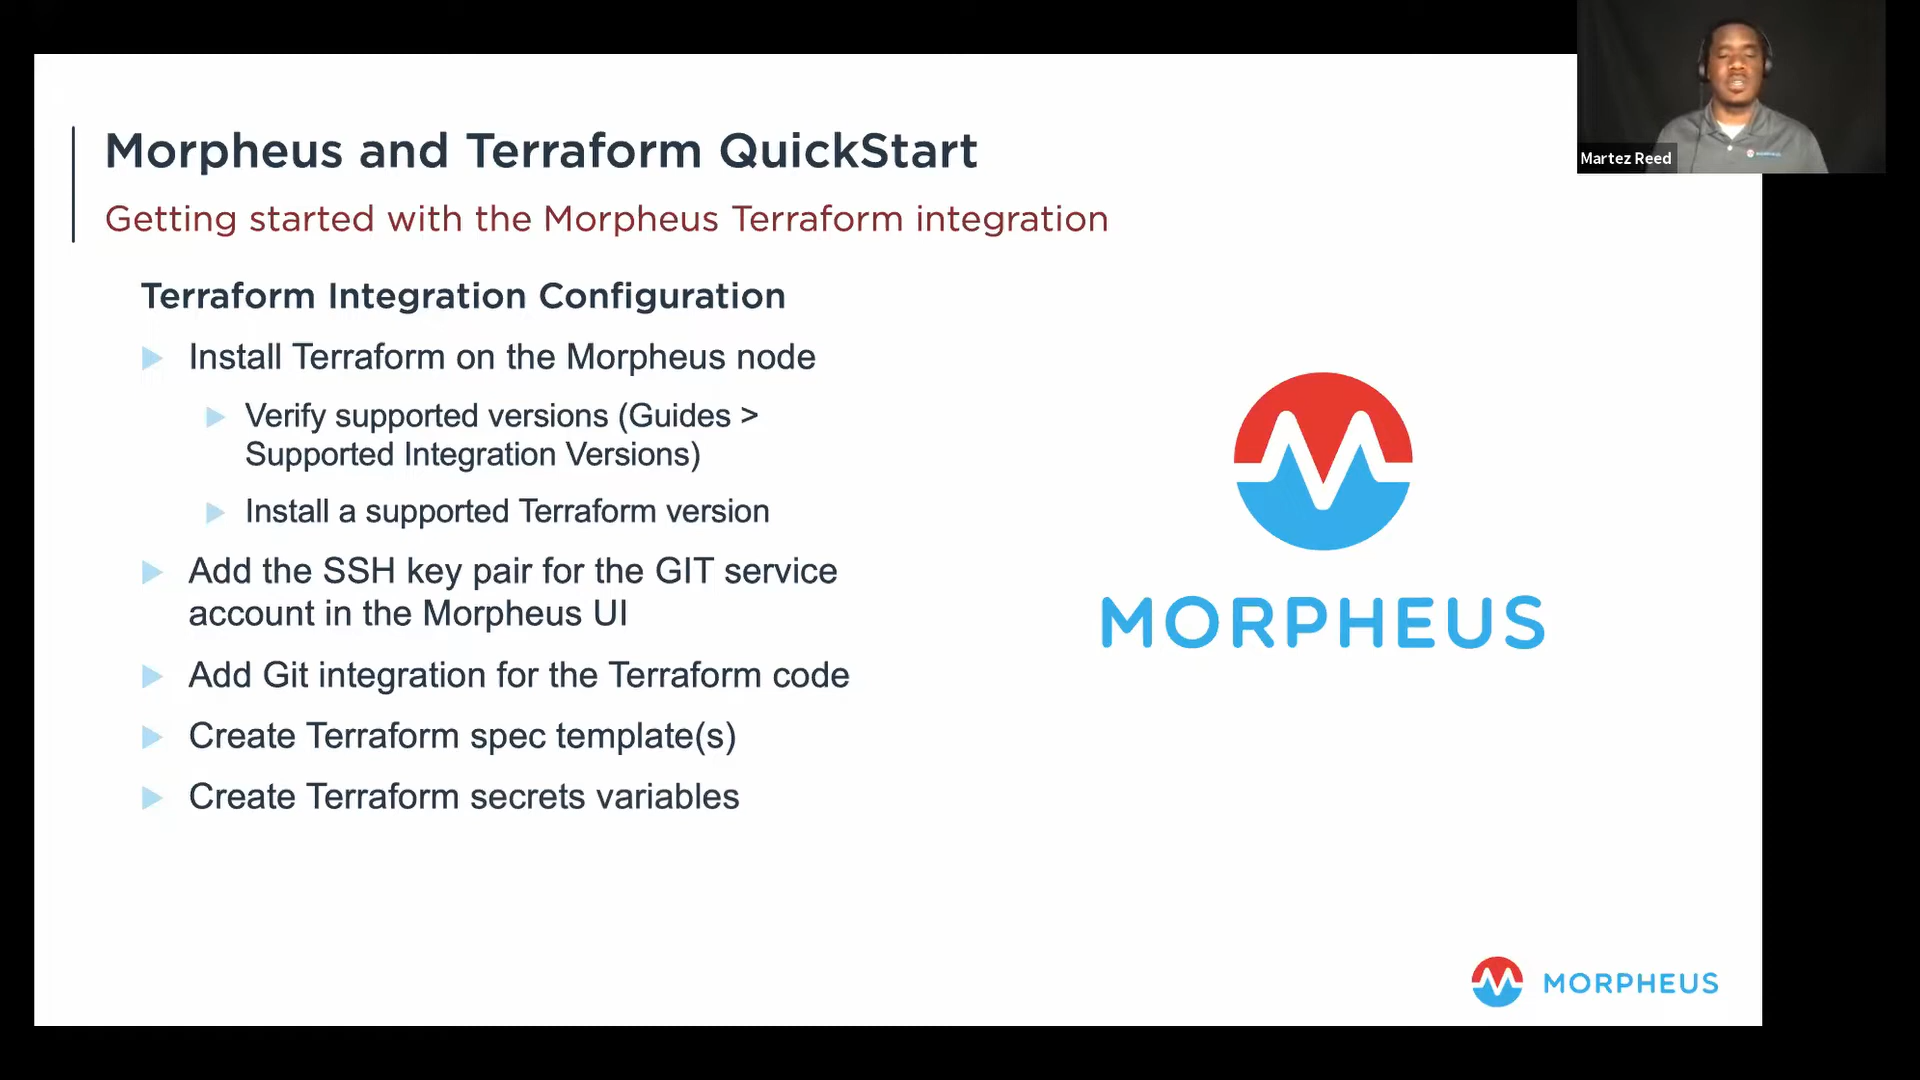 Morpheus and Terraform QuickStart
Getting started with the Morpheus Terraform integration
Terraform Integration Configuration
Install Terraform on the Morpheus node
Verify supported versions (Guides >
Supported Integration Versions)
Install a supported Terraform version
Add the SSH key pair for the GIT service
account in the Morpheus UI
Add Git integration for the Terraform code
Create Terraform spec template(s)
Create Terraform secrets variables
MORPHEUS
Martez Reed
MORPHEUS